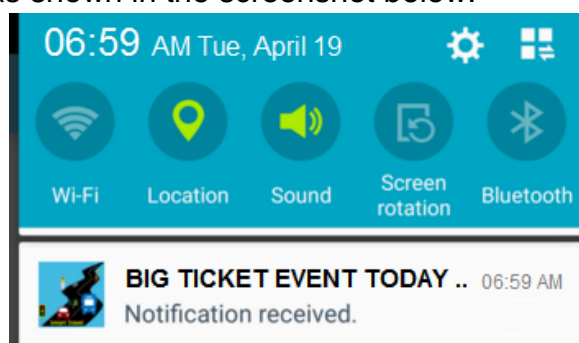 as shown in the screenshot below.
06:59 AM Tue, April 19
Wi-Fi
Location
Sound
Screen
rotation
Bluetooth
BIG TICKET EVENT TODAY .. 06:59 AM
Notification received.